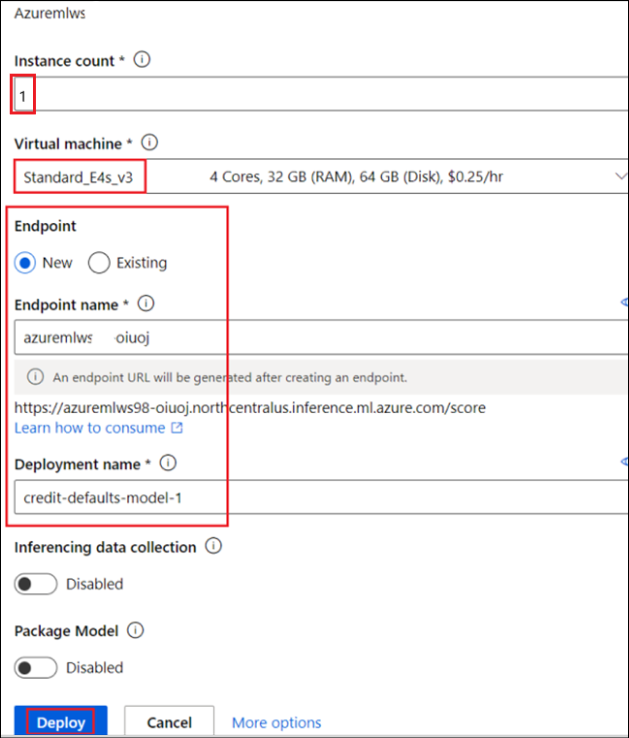 Azuremlws
Instance count *
1
Virtual machine *
Standard_E4s_v3 4 Cores, 32 GB (RAM), 64 GB (Disk), $0.25/hr
Endpoint
New Existing
Endpoint name *
azuremlws oiuoj
An endpoint URL will be generated after creating an endpoint.
https://azuremlws98-oiuoj.northcentralus.inference.ml.azure.com/score
Learn how to consume
Deployment name *
credit-defaults-model-1
Inferencing data collection
Disabled
Package Model
Disabled
Deploy Cancel More options